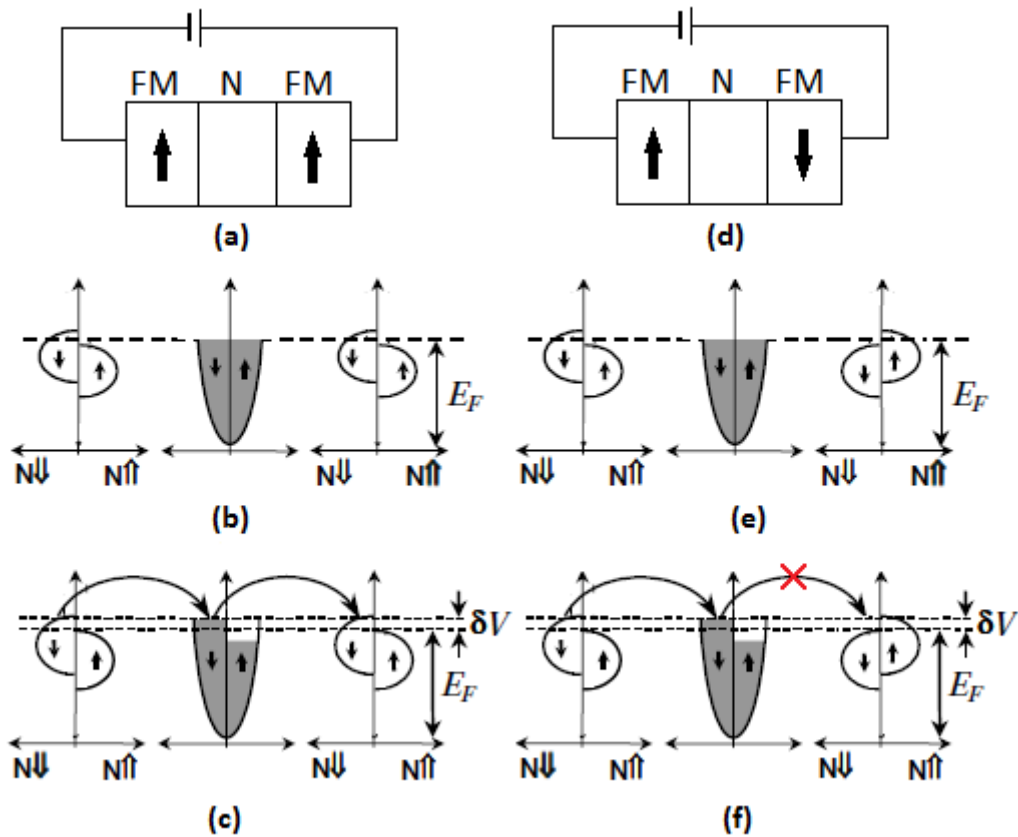 FM N FM
(a)
FM N FM
(d)
E_F
N⇓ N⇑
N⇓ N⇑
(b)
E_F
N⇓ N⇑
N⇓ N⇑
(e)
δV
E_F
N⇓ N⇑
N⇓ N⇑
(c)
δV
E_F
N⇓ N⇑
N⇓ N⇑
(f)